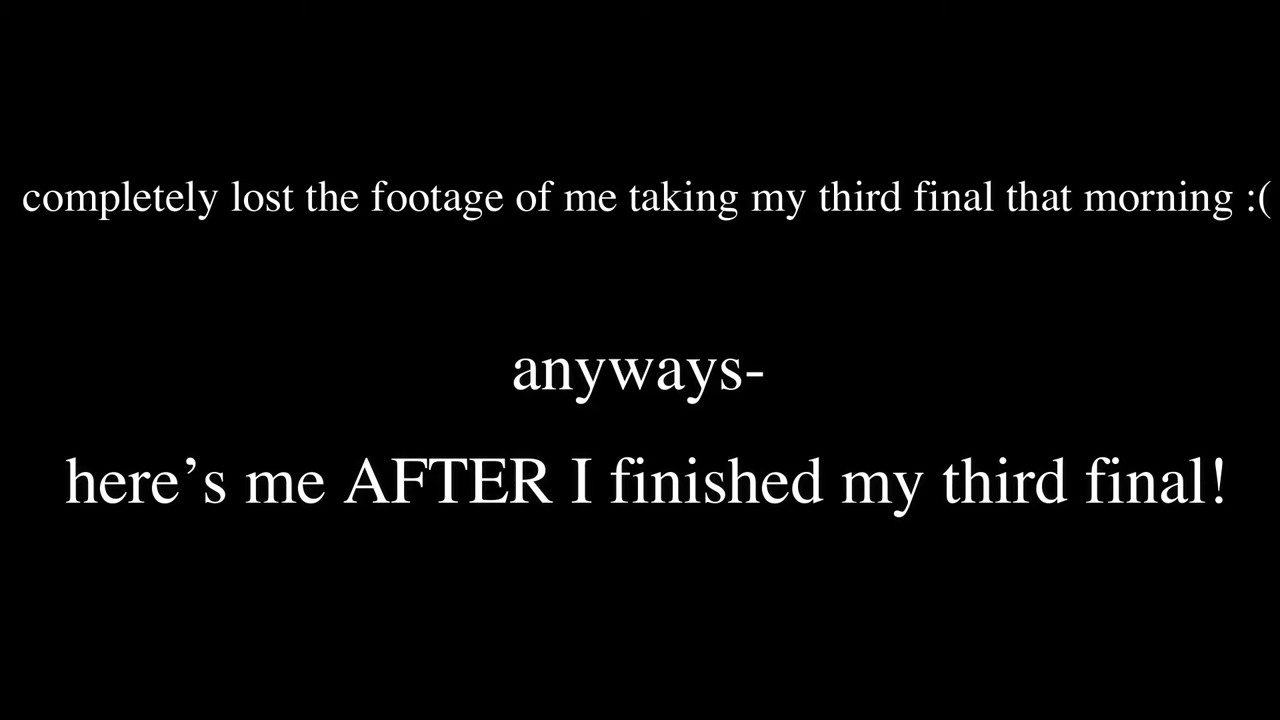 completely lost the footage of me taking my third final that morning :(
anyways-
here’s me AFTER I finished my third final!